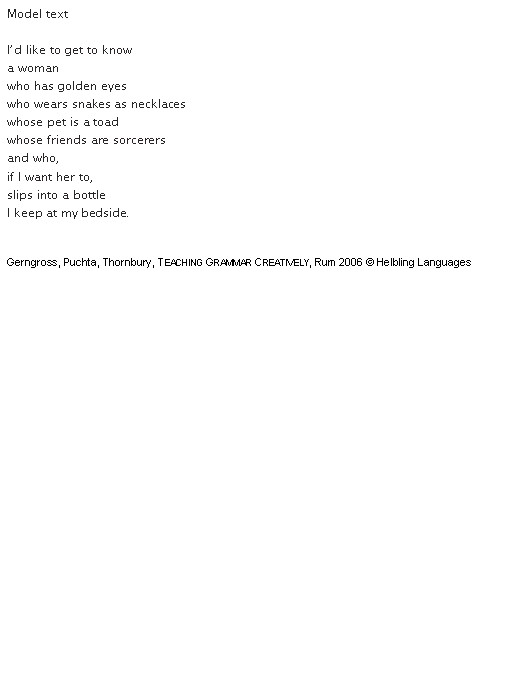 Model text
I'd like to get to know
a woman
who has golden eyes
who wears snakes as necklaces
whose pet is a toad
whose friends are sorcerers
and who,
if I want her to,
slips into a bottle
I keep at my bedside.
Gerngross, Puchta, Thornbury, TEACHING GRAMMAR CREATIVELY, Rum 2006 © Helbling Languages